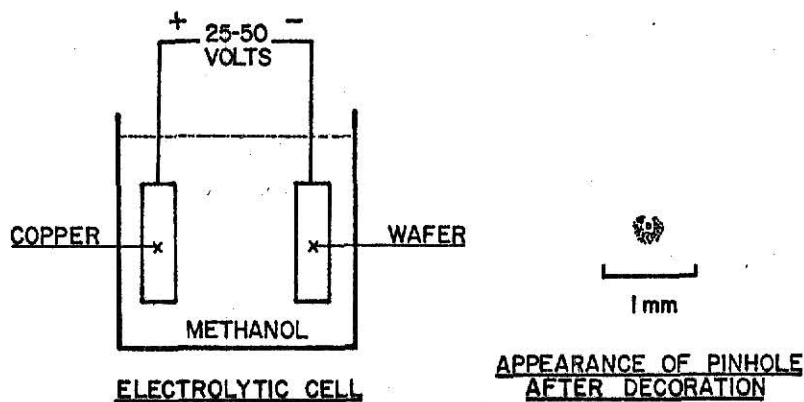 + −
25-50
VOLTS
COPPER
WAFER
METHANOL
ELECTROLYTIC CELL
1 mm
APPEARANCE OF PINHOLE
AFTER DECORATION